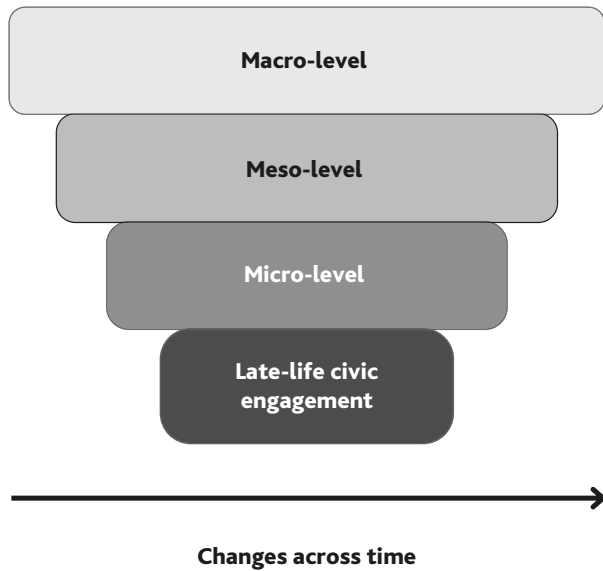 Macro-level
Meso-level
Micro-level
Late-life civic
engagement
Changes across time